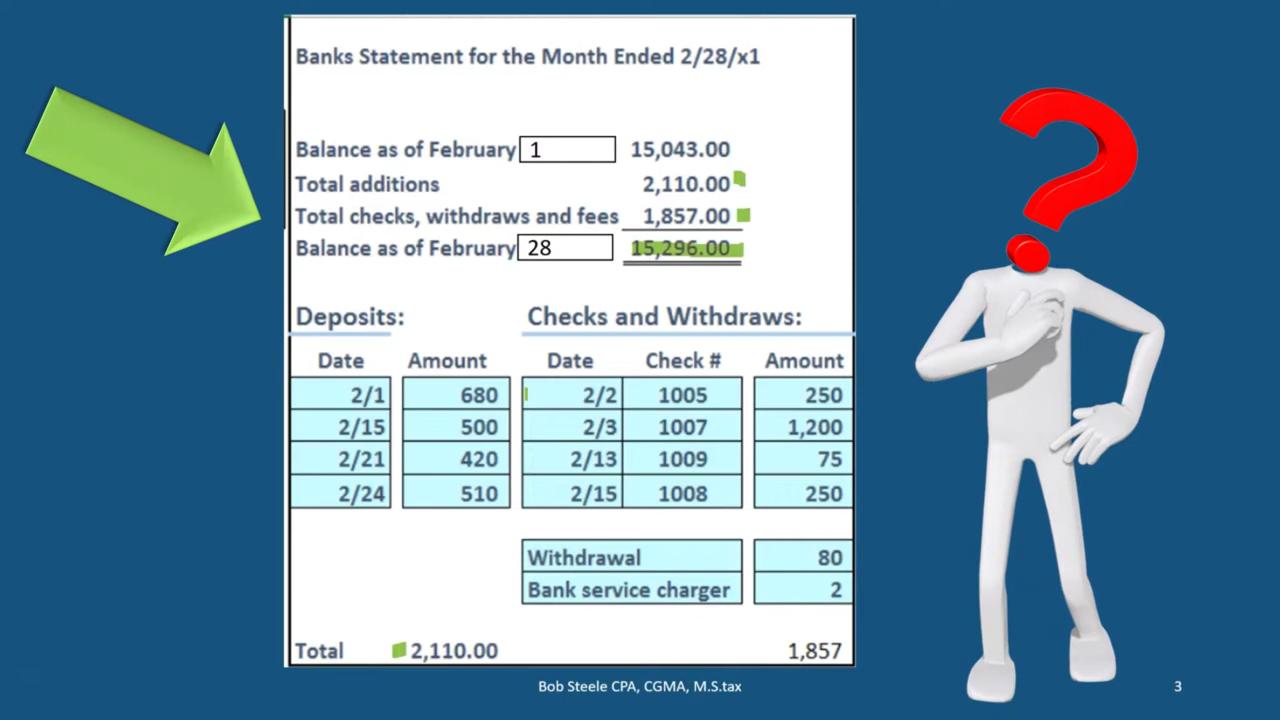 Banks Statement for the Month Ended 2/28/x1
Balance as of February 1 15,043.00
Total additions 2,110.00
Total checks, withdraws and fees 1,857.00
Balance as of February 28 15,296.00
Deposits: Checks and Withdraws:
Date Amount Date Check # Amount
2/1 680 2/2 1005 250
2/15 500 2/3 1007 1,200
2/21 420 2/13 1009 75
2/24 510 2/15 1008 250
Withdrawal 80
Bank service charger 2
Total 2,110.00 1,857
Bob Steele CPA, CGMA, M.S.tax 3